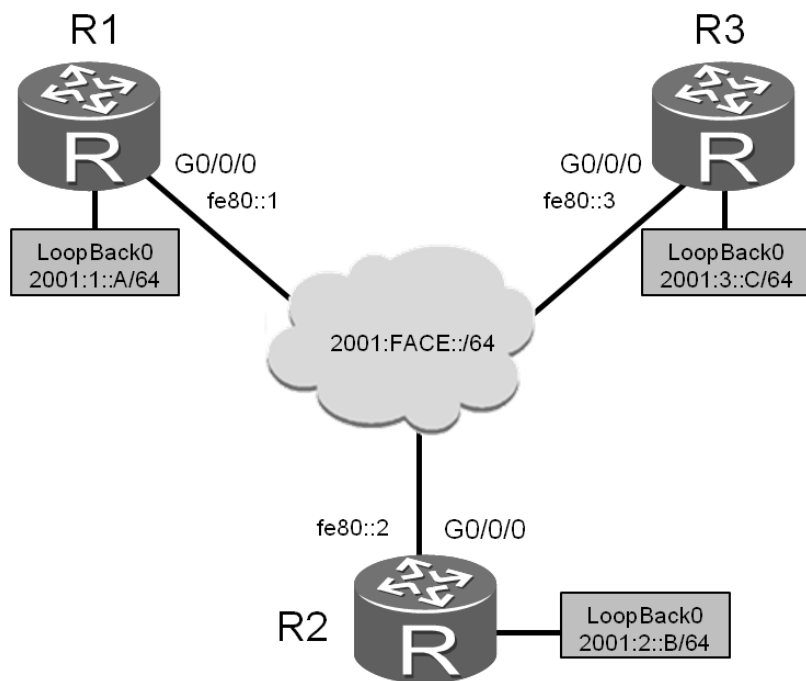 R1
R3
R
G0/0/0
fe80::1
G0/0/0
R
fe80::3
LoopBack0
2001:1::A/64
LoopBack0
2001:3::C/64
2001:FACE::/64
fe80::2
G0/0/0
R2
R
LoopBack0
2001:2::B/64